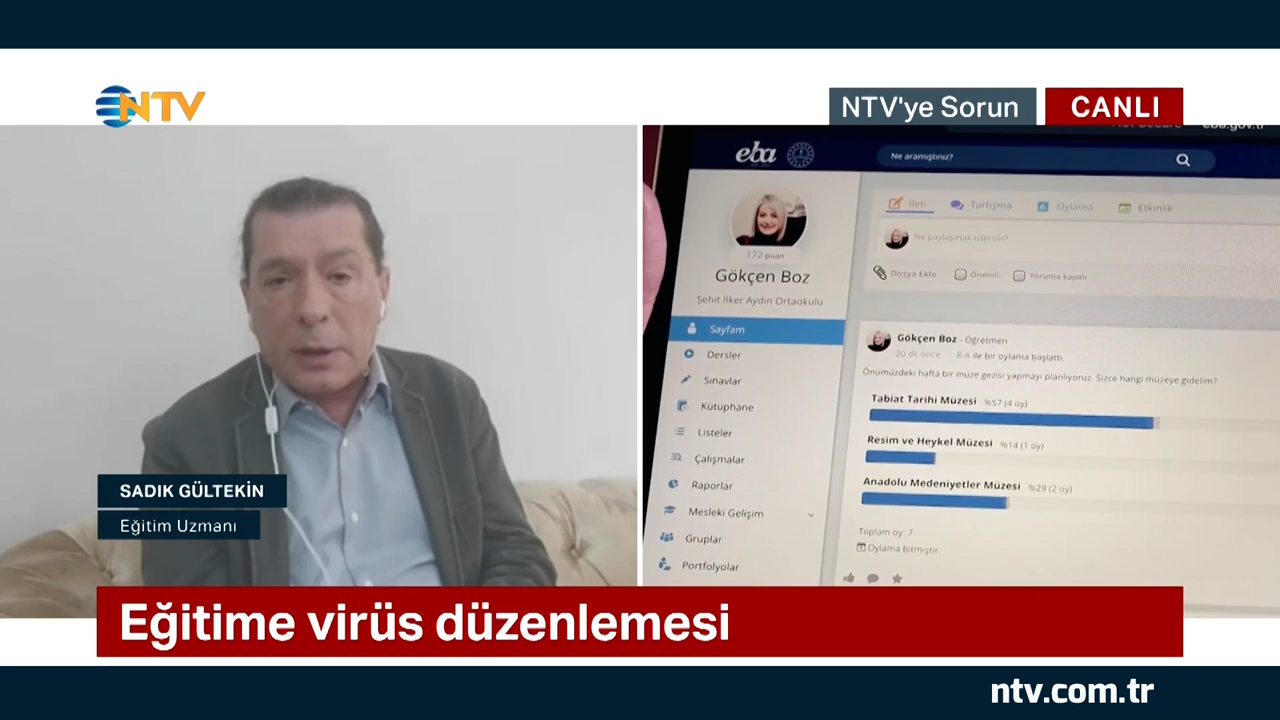 NTV
NTV'ye Sorun
CANLI
eba.gov.tr
eba
Ne aramıştınız?
172 puan
Gökçen Boz
Şehit İlker Aydın Ortaokulu
Sayfam
Dersler
Sınavlar
Kütüphane
Listeler
Çalışmalar
Raporlar
Mesleki Gelişim
Gruplar
Portfolyolar
İleti
Tartışma
Oylama
Etkinlik
Ne paylaşmak istersin?
Dosya Ekle
Önemli
Yoruma kapalı
Gökçen Boz - Öğretmen
20 dk önce 8-A ile bir oylama başlattı.
Önümüzdeki hafta bir müze gezisi yapmayı planlıyoruz. Sizce hangi müzeye gidelim?
Tabiat Tarihi Müzesi %57 (4 oy)
Resim ve Heykel Müzesi %14 (1 oy)
Anadolu Medeniyetler Müzesi %29 (2 oy)
Toplam oy: 7
Oylama bitmiştir.
SADIK GÜLTEKİN
Eğitim Uzmanı
Eğitime virüs düzenlemesi
ntv.com.tr